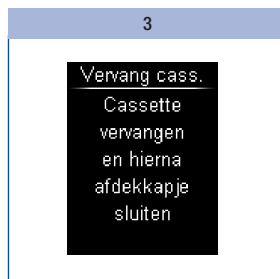 3
Vervang cass.
Cassette
vervangen
en hierna
afdekkapje
sluiten